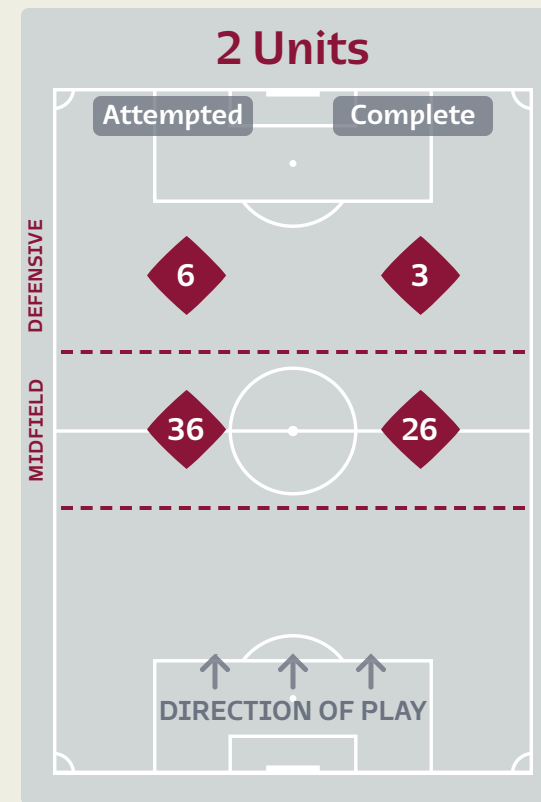 2 Units
Attempted
Complete
DEFENSIVE
6
3
MIDFIELD
36
26
DIRECTION OF PLAY